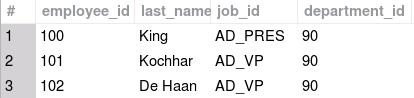 # employee_id last_name job_id department_id
1 100 King AD_PRES 90
2 101 Kochhar AD_VP 90
3 102 De Haan AD_VP 90